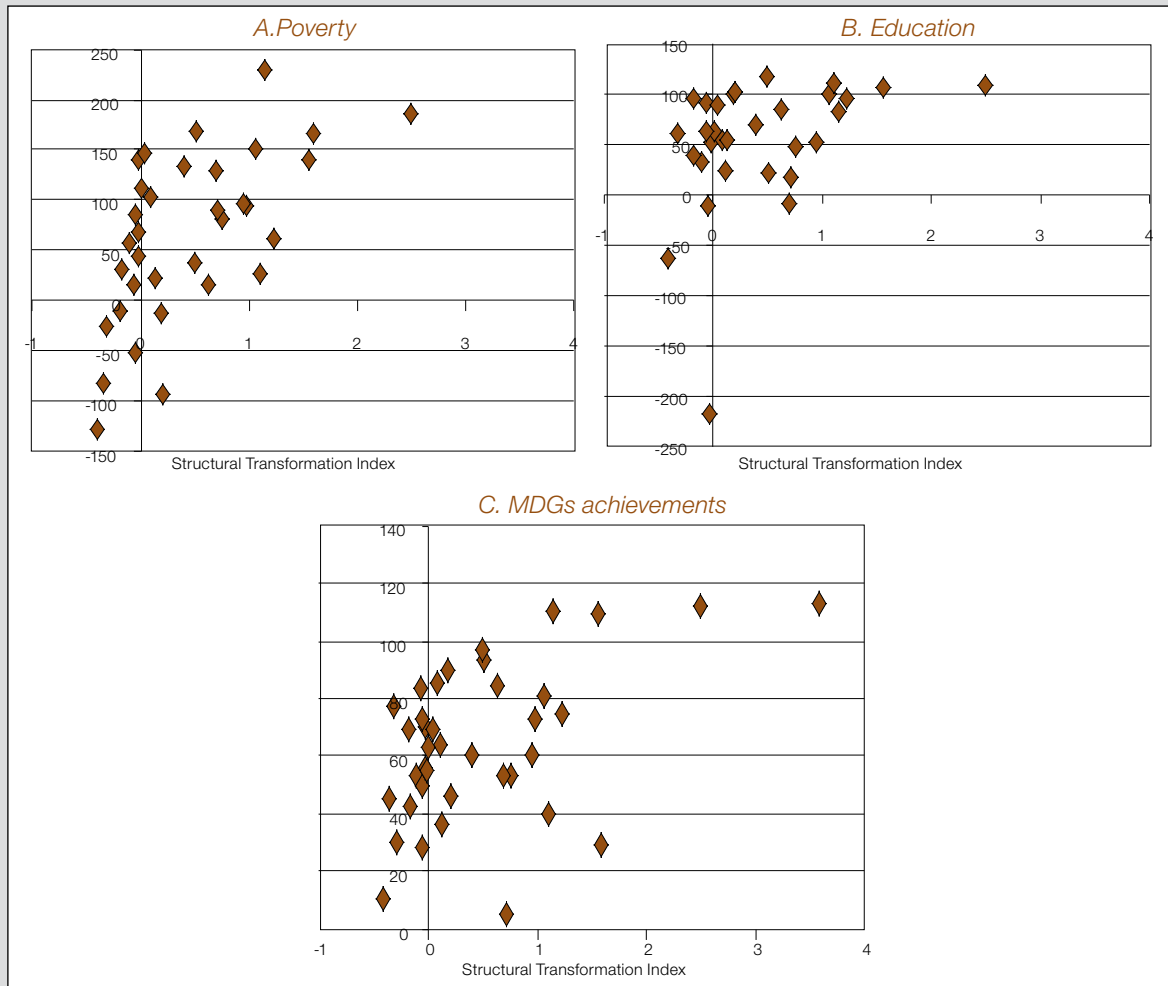 A.Poverty
250
200
150
100
50
0
-1 0 1 2 3 4
-50
-100
-150
Structural Transformation Index
B. Education
150
100
50
0
-1 0 1 2 3 4
-50
-100
-150
-200
-250
Structural Transformation Index
C. MDGs achievements
140
120
100
80
60
40
20
0
-1 0 1 2 3 4
Structural Transformation Index